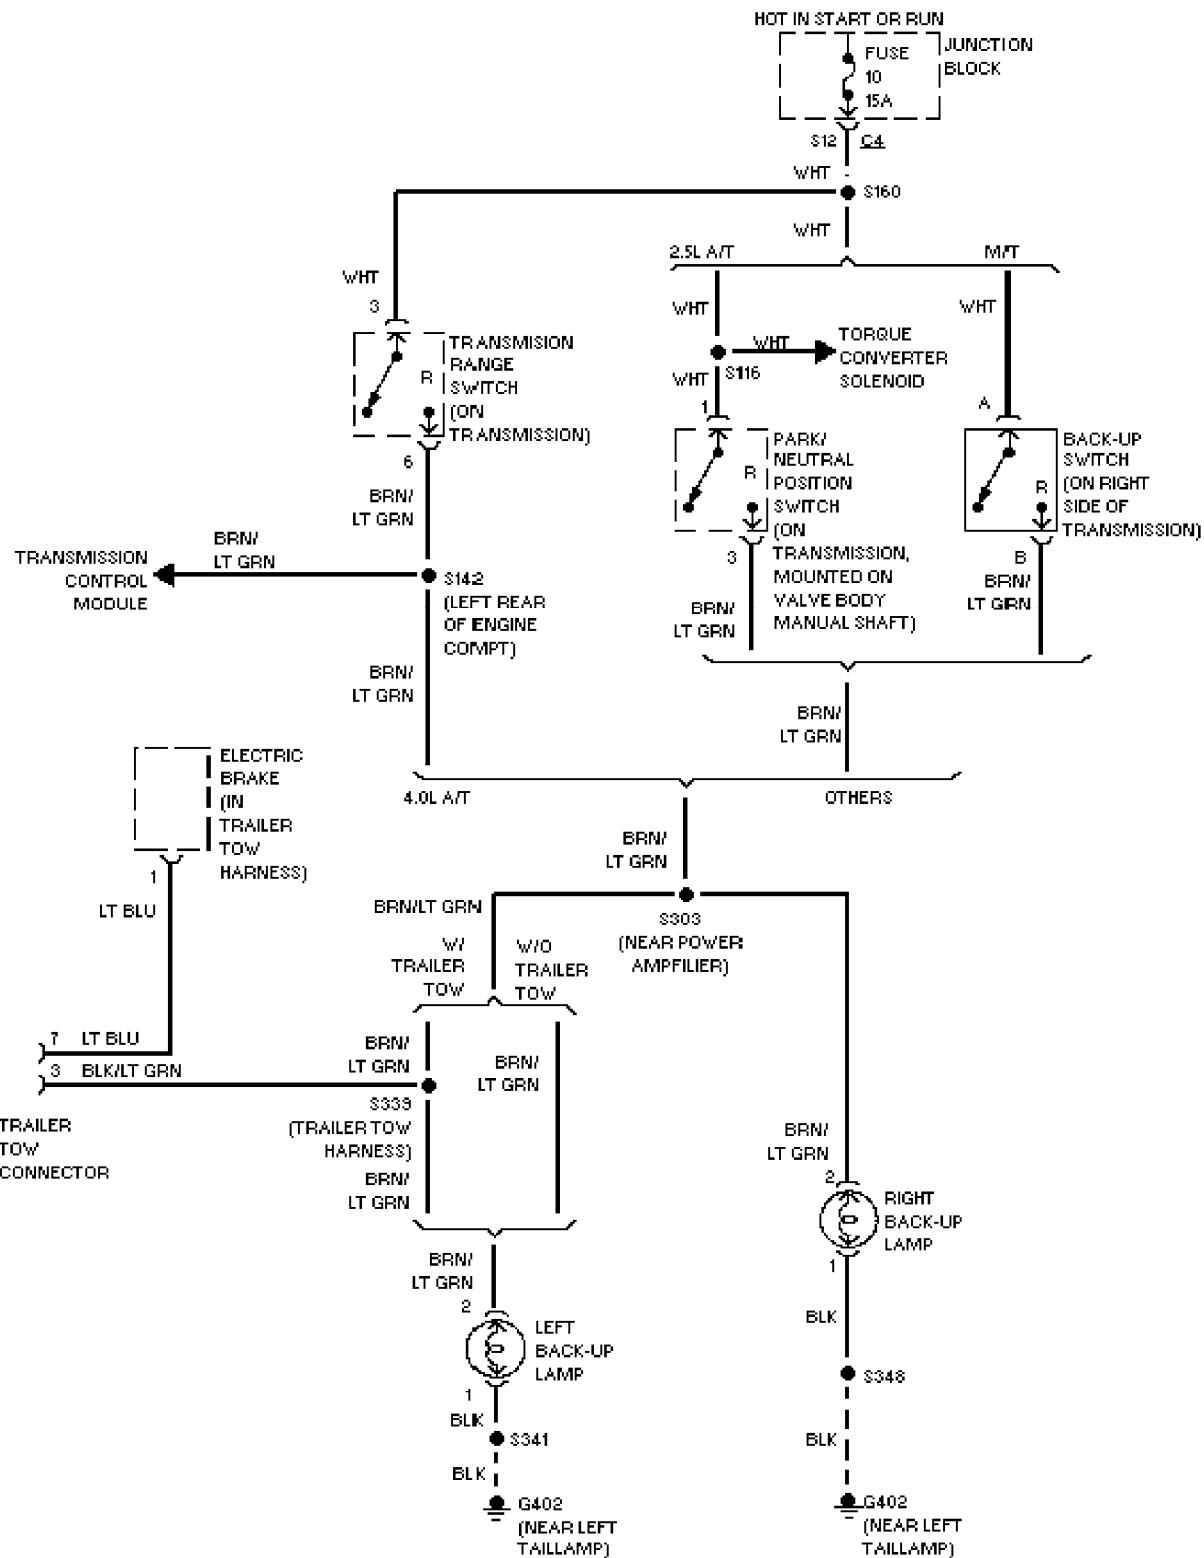 HOT IN START OR RUN
JUNCTION
BLOCK
FUSE
10
15A
S12
C4
WHT
S160
WHT
2.5L A/T
M/T
WHT
3
TRANSMISION
RANGE
SWITCH
(ON
TRANSMISSION)
R
6
WHT
WHT
TORQUE
CONVERTER
SOLENOID
S116
WHT
1
WHT
A
PARK/
NEUTRAL
POSITION
SWITCH
(ON
TRANSMISSION,
MOUNTED ON
VALVE BODY
MANUAL SHAFT)
R
3
BACK-UP
SWITCH
(ON RIGHT
SIDE OF
TRANSMISSION)
R
B
BRN/
LT GRN
BRN/
LT GRN
TRANSMISSION
CONTROL
MODULE
S142
(LEFT REAR
OF ENGINE
COMPT)
BRN/
LT GRN
BRN/
LT GRN
BRN/
LT GRN
BRN/
LT GRN
ELECTRIC
BRAKE
(IN
TRAILER
TOW
HARNESS)
1
LT BLU
4.0L A/T
OTHERS
BRN/
LT GRN
BRN/LT GRN
S303
(NEAR POWER
AMPFILIER)
W/
TRAILER
TOW
W/O
TRAILER
TOW
7
LT BLU
3
BLK/LT GRN
TRAILER
TOW
CONNECTOR
BRN/
LT GRN
BRN/
LT GRN
S339
(TRAILER TOW
HARNESS)
BRN/
LT GRN
BRN/
LT GRN
2
RIGHT
BACK-UP
LAMP
1
BRN/
LT GRN
2
LEFT
BACK-UP
LAMP
1
BLK
S341
BLK
G402
(NEAR LEFT
TAILLAMP)
BLK
S348
BLK
G402
(NEAR LEFT
TAILLAMP)